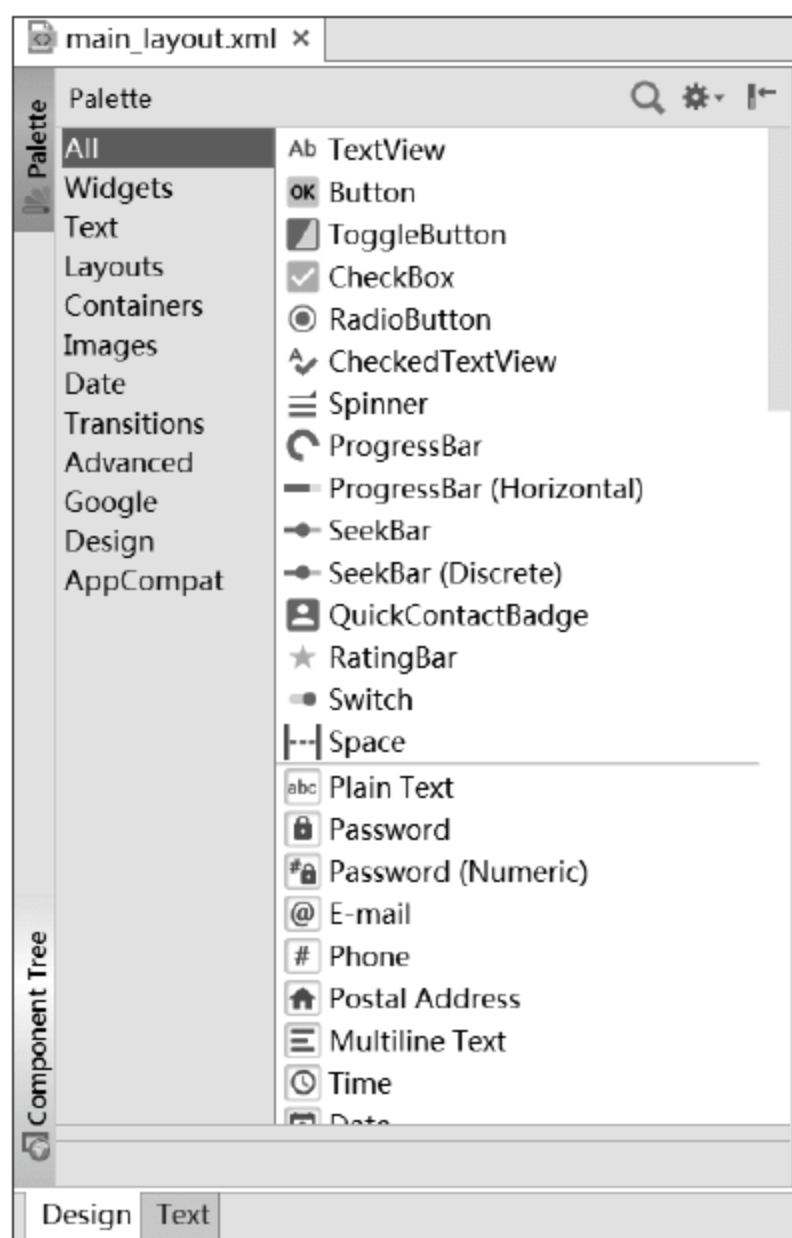 main_layout.xml ×
Palette
Palette
All
Widgets
Text
Layouts
Containers
Images
Date
Transitions
Advanced
Google
Design
AppCompat
Ab TextView
OK Button
ToggleButton
CheckBox
RadioButton
CheckedTextView
Spinner
ProgressBar
ProgressBar (Horizontal)
SeekBar
SeekBar (Discrete)
QuickContactBadge
RatingBar
Switch
Space
abc Plain Text
Password
Password (Numeric)
@ E-mail
# Phone
Postal Address
Multiline Text
Time
Date
Component Tree
Design Text